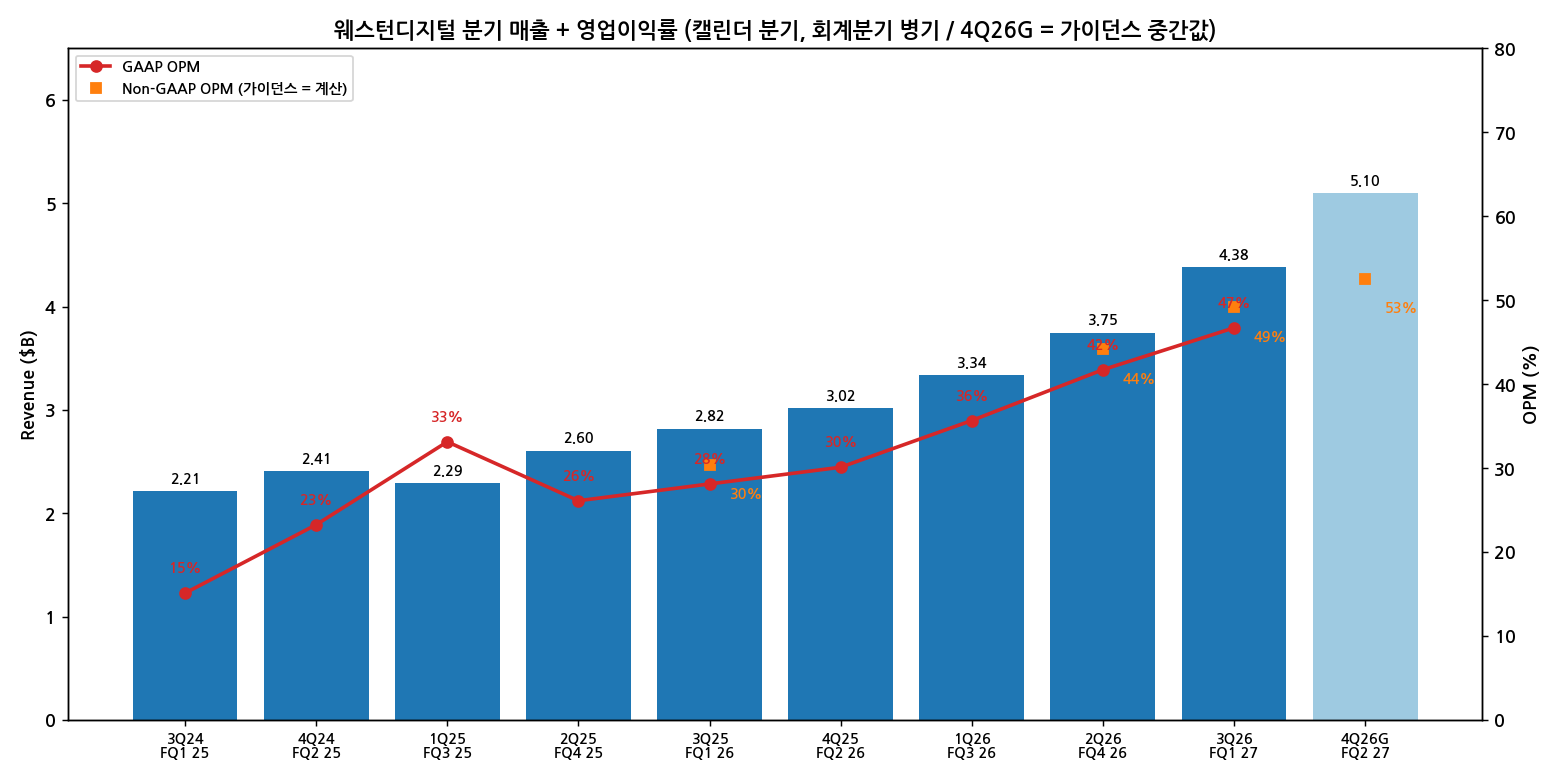 웨스턴디지털 분기 매출 + 영업이익률 (캘린더 분기, 회계분기 병기 / 4Q26G = 가이던스 중간값)
GAAP OPM
Non-GAAP OPM (가이던스 = 계산)
Revenue ($B)
OPM (%)
6
5
4
3
2
1
0
80
70
60
50
40
30
20
10
0
2.21
2.41
2.29
2.60
2.82
3.02
3.34
3.75
4.38
5.10
15%
23%
33%
26%
28%
30%
36%
42%
30%
44%
49%
53%
3Q24
FQ1 25
4Q24
FQ2 25
1Q25
FQ3 25
2Q25
FQ4 25
3Q25
FQ1 26
4Q25
FQ2 26
1Q26
FQ3 26
2Q26
FQ4 26
3Q26
FQ1 27
4Q26G
FQ2 27